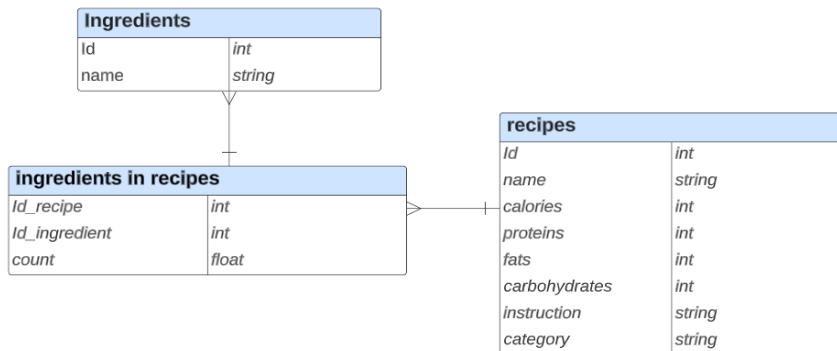 Ingredients
Id int
name string
ingredients in recipes
Id_recipe int
Id_ingredient int
count float
recipes
Id int
name string
calories int
proteins int
fats int
carbohydrates int
instruction string
category string